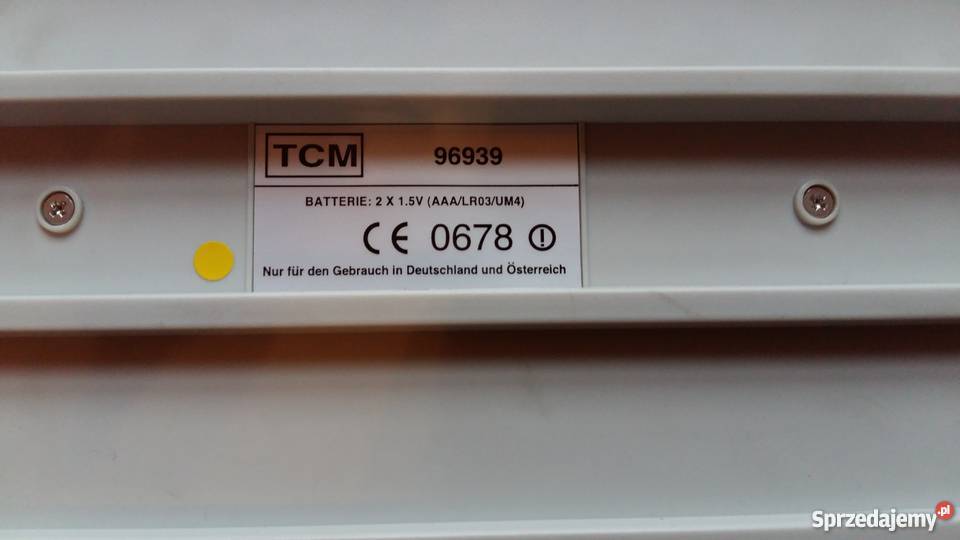 TCM 96939
BATTERIE: 2 X 1.5V (AAA/LR03/UM4)
CE 0678 !
Nur für den Gebrauch in Deutschland und Österreich
Sprzedajemy.pl